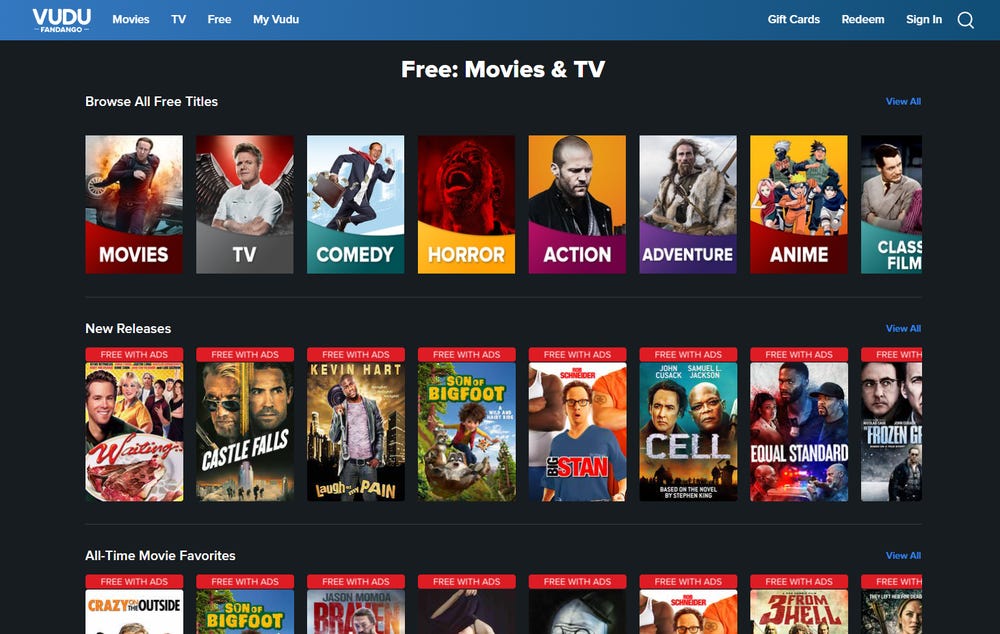 VUDU
FANDANGO
Movies
TV
Free
My Vudu
Gift Cards
Redeem
Sign In
Free: Movies & TV
Browse All Free Titles
View All
MOVIES
TV
COMEDY
HORROR
ACTION
ADVENTURE
ANIME
CLASS
FILM
New Releases
View All
FREE WITH ADS
FREE WITH ADS
FREE WITH ADS
FREE WITH ADS
FREE WITH ADS
FREE WITH ADS
FREE WITH ADS
FREE WITH
Waiting...
CASTLE FALLS
KEVIN HART
Laugh at my PAIN
SON OF
BIGFOOT
ROB
SCHNEIDER
BIG STAN
JOHN
CUSACK
SAMUEL L.
JACKSON
CELL
BASED ON THE NOVEL
BY STEPHEN KING
EQUAL STANDARD
FROZEN G
All-Time Movie Favorites
View All
FREE WITH ADS
FREE WITH ADS
FREE WITH ADS
FREE WITH ADS
FREE WITH ADS
FREE WITH ADS
FREE WITH ADS
FREE WITH
CRAZY ON THE OUTSIDE
SON OF
BIGFOOT
JASON MOMOA
BRAVEN
ROB
SCHNEIDER
3 FROM
HELL
THEY LEFT HER FOR DEAD.